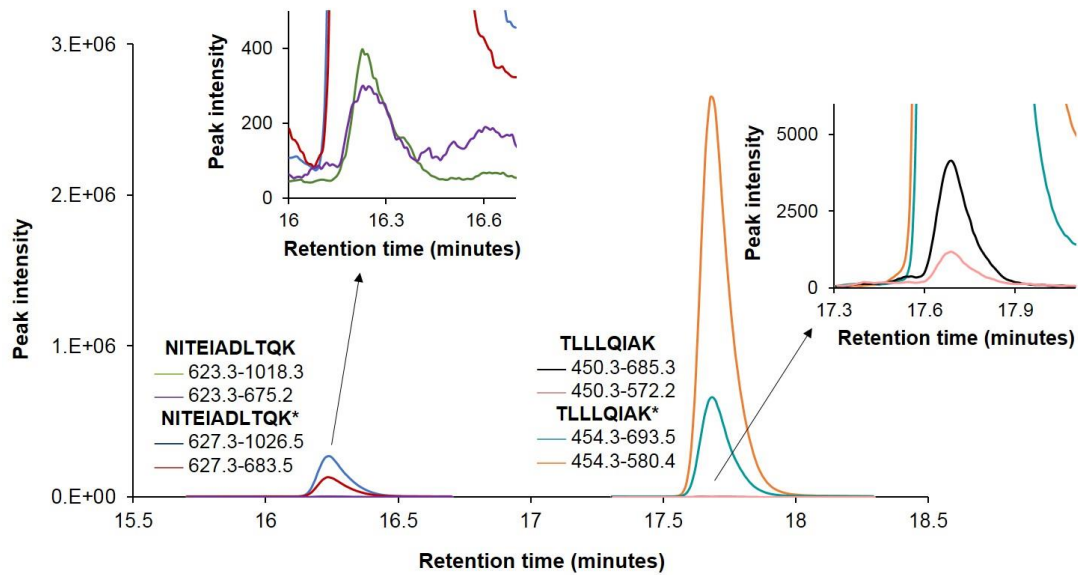 3.E+06
2.E+06
1.E+06
0.E+00
Peak intensity
15.5
16
16.5
17
17.5
18
18.5
Retention time (minutes)
Peak intensity
400
200
0
16
16.3
16.6
Retention time (minutes)
NITEIADLTQK
623.3-1018.3
623.3-675.2
NITEIADLTQK*
627.3-1026.5
627.3-683.5
TLLLQIAK
450.3-685.3
450.3-572.2
TLLLQIAK*
454.3-693.5
454.3-580.4
Peak intensity
5000
2500
0
17.3
17.6
17.9
Retention time (minutes)